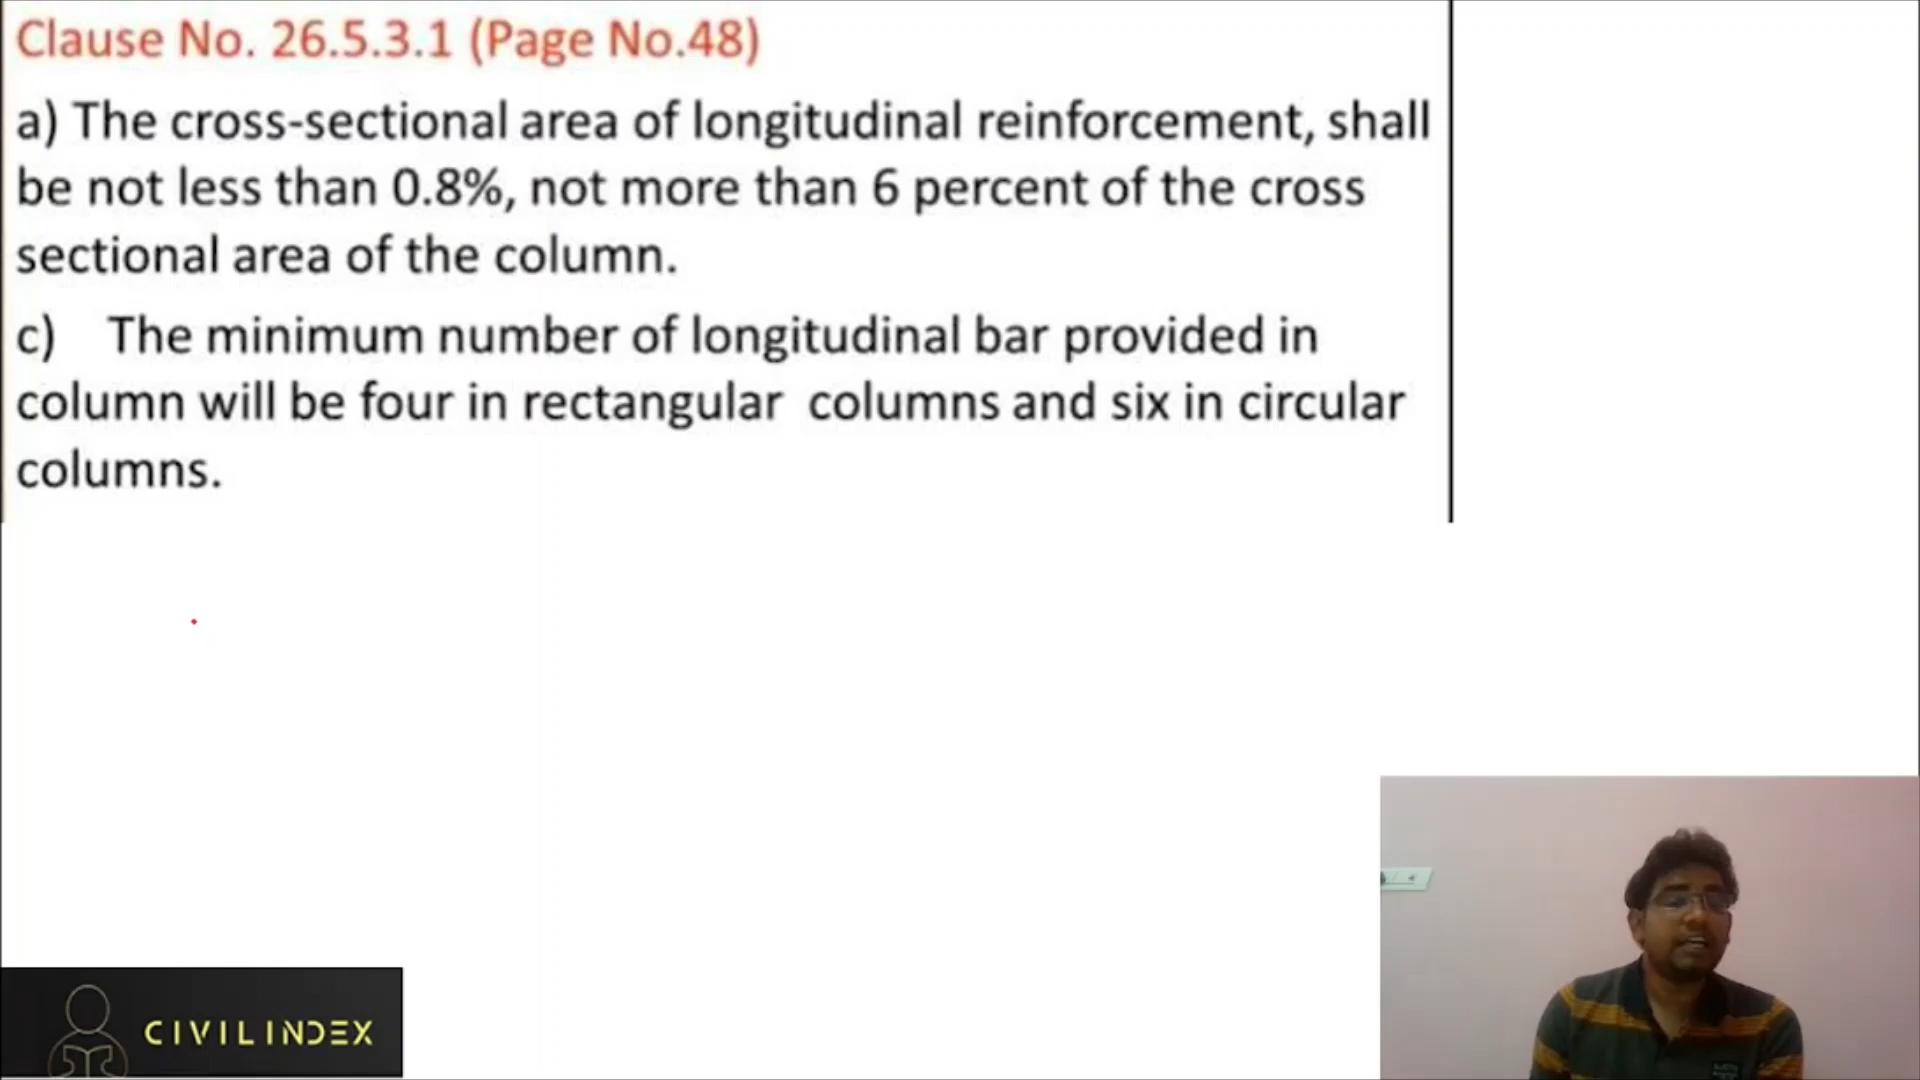 Clause No. 26.5.3.1 (Page No.48)
a) The cross-sectional area of longitudinal reinforcement, shall
be not less than 0.8%, not more than 6 percent of the cross
sectional area of the column.
c) The minimum number of longitudinal bar provided in
column will be four in rectangular columns and six in circular
columns.
CIVILINDEX